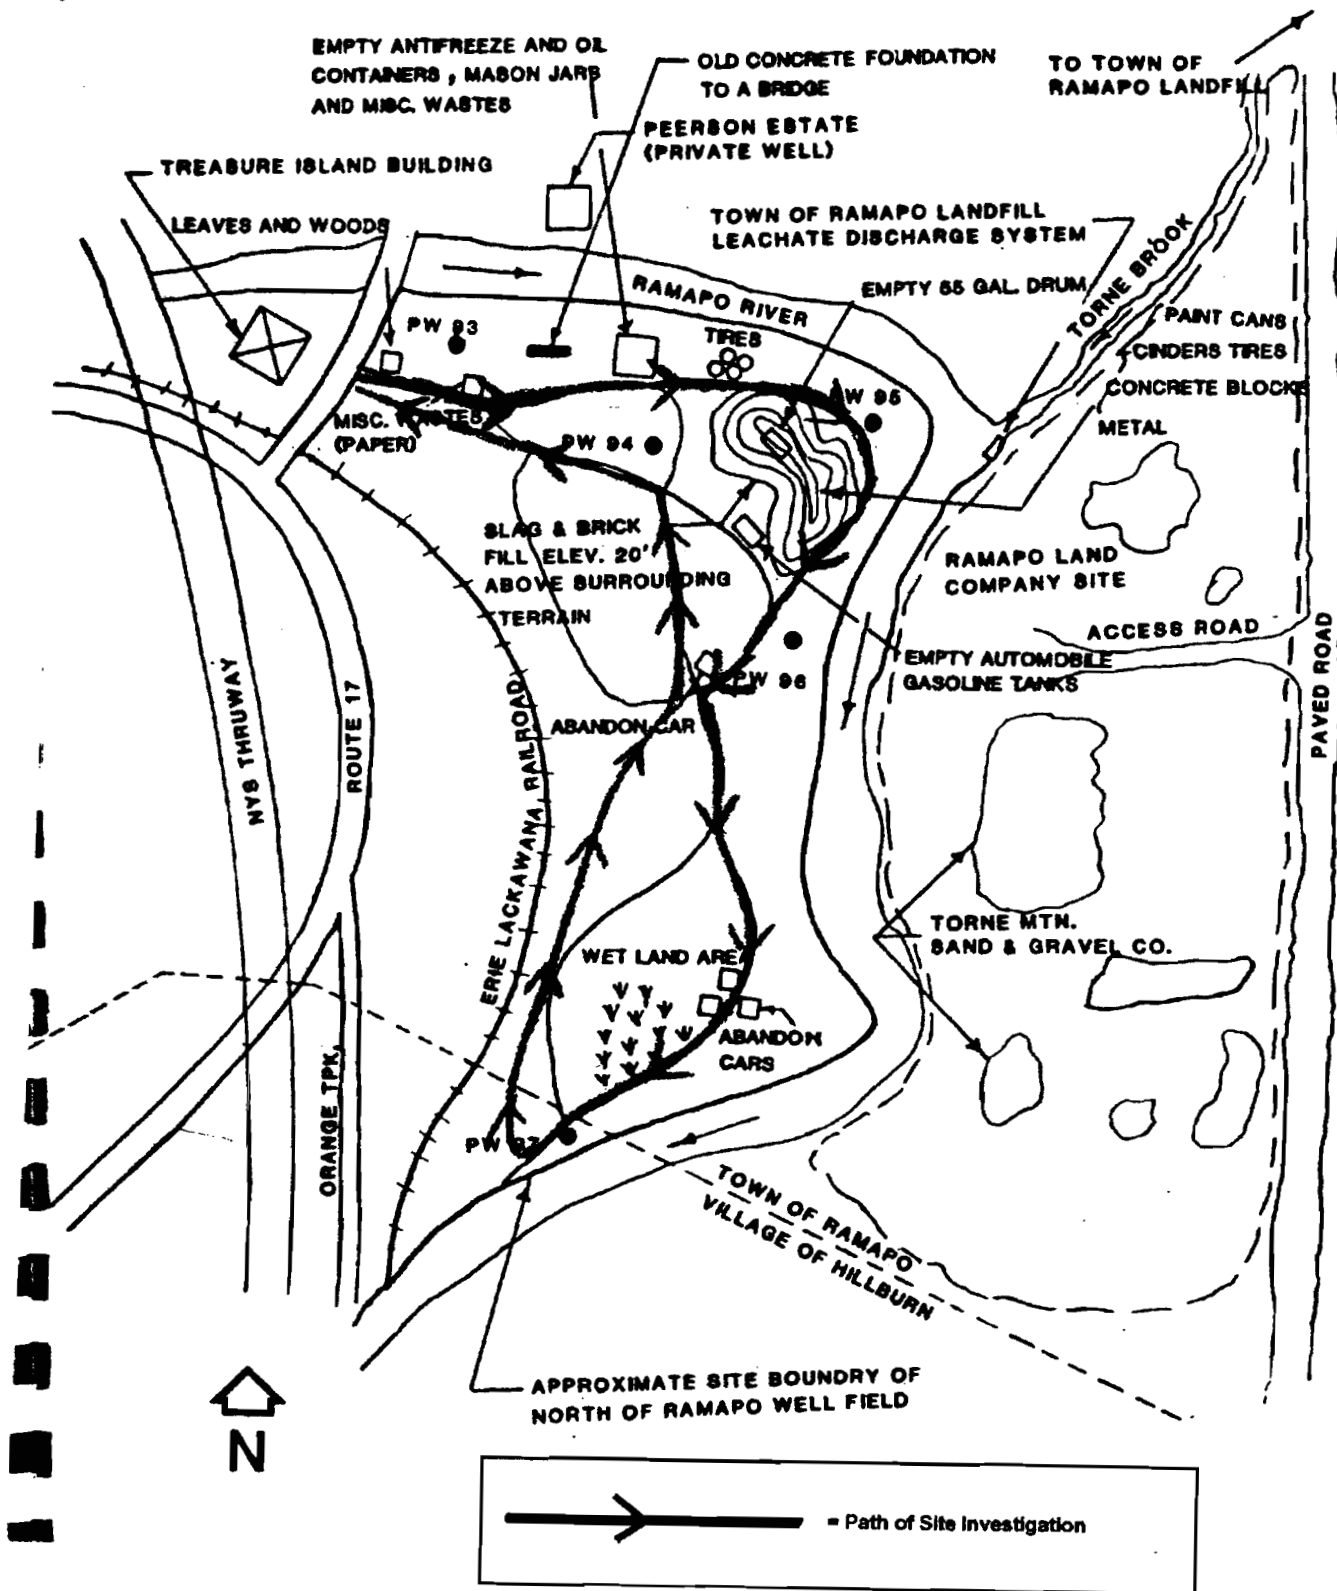 EMPTY ANTIFREEZE AND OIL
CONTAINERS, MASON JARS
AND MISC. WASTES
OLD CONCRETE FOUNDATION
TO A BRIDGE
TO TOWN OF
RAMAPO LANDFILL
PEERSON ESTATE
(PRIVATE WELL)
TREASURE ISLAND BUILDING
LEAVES AND WOODS
TOWN OF RAMAPO LANDFILL
LEACHATE DISCHARGE SYSTEM
EMPTY 55 GAL. DRUM
TORNE BROOK
RAMAPO RIVER
PW 93
TIRES
PAINT CANS
CINDERS TIRES
CONCRETE BLOCKS
METAL
MISC. WASTES
(PAPER)
PW 94
PW 95
SLAG & BRICK
FILL ELEV. 20'
ABOVE SURROUNDING
TERRAIN
RAMAPO LAND
COMPANY SITE
ACCESS ROAD
PAVED ROAD
EMPTY AUTOMOBILE
GASOLINE TANKS
PW 96
ABANDON CAR
NYS THRUWAY
ROUTE 17
ERIE LACKAWANA RAILROAD
TORNE MTN.
SAND & GRAVEL CO.
WET LAND AREA
ABANDON
CARS
ORANGE TPK.
PW 97
TOWN OF RAMAPO
VILLAGE OF HILLBURN
APPROXIMATE SITE BOUNDRY OF
NORTH OF RAMAPO WELL FIELD
N
= Path of Site Investigation